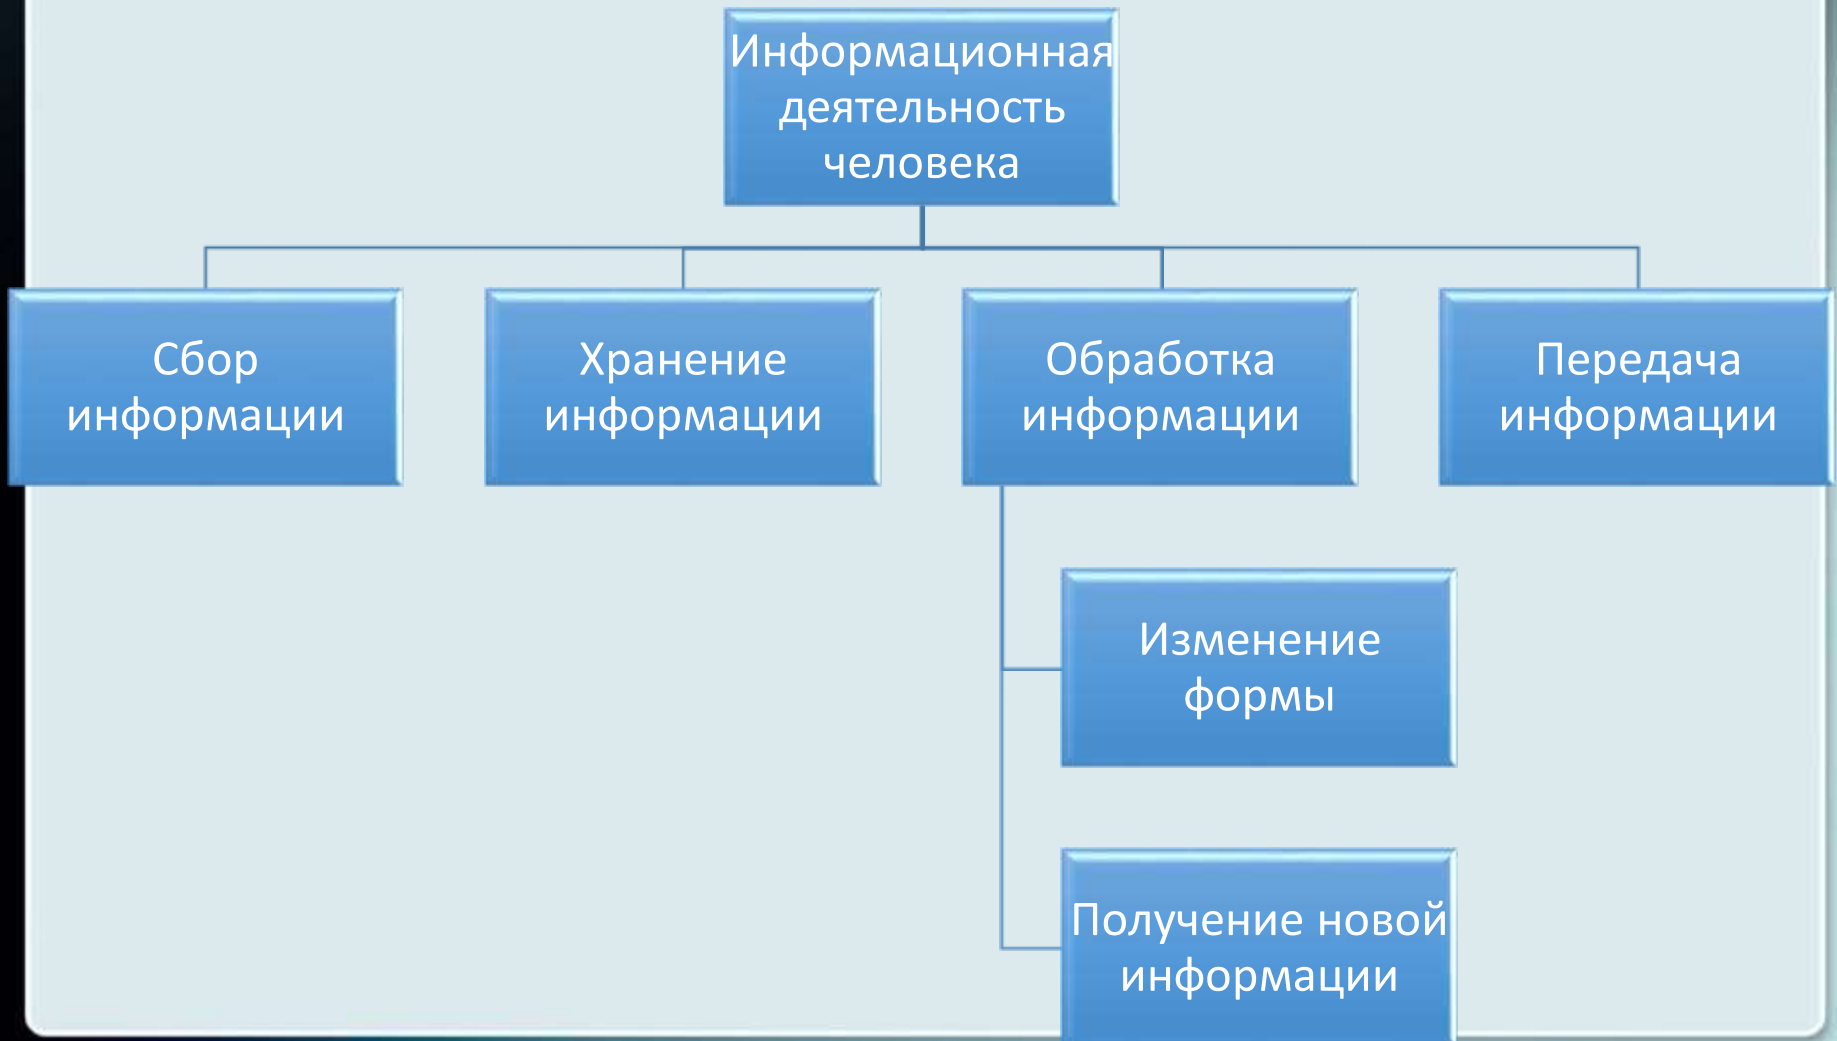 Информационная
деятельность
человека
Сбор
информации
Хранение
информации
Обработка
информации
Передача
информации
Изменение
формы
Получение новой
информации